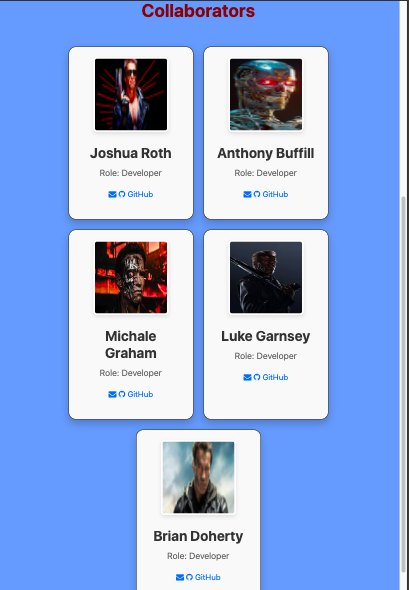 Collaborators
Joshua Roth
Role: Developer
GitHub
Anthony Buffill
Role: Developer
GitHub
Michale
Graham
Role: Developer
GitHub
Luke Garnsey
Role: Developer
GitHub
Brian Doherty
Role: Developer
GitHub